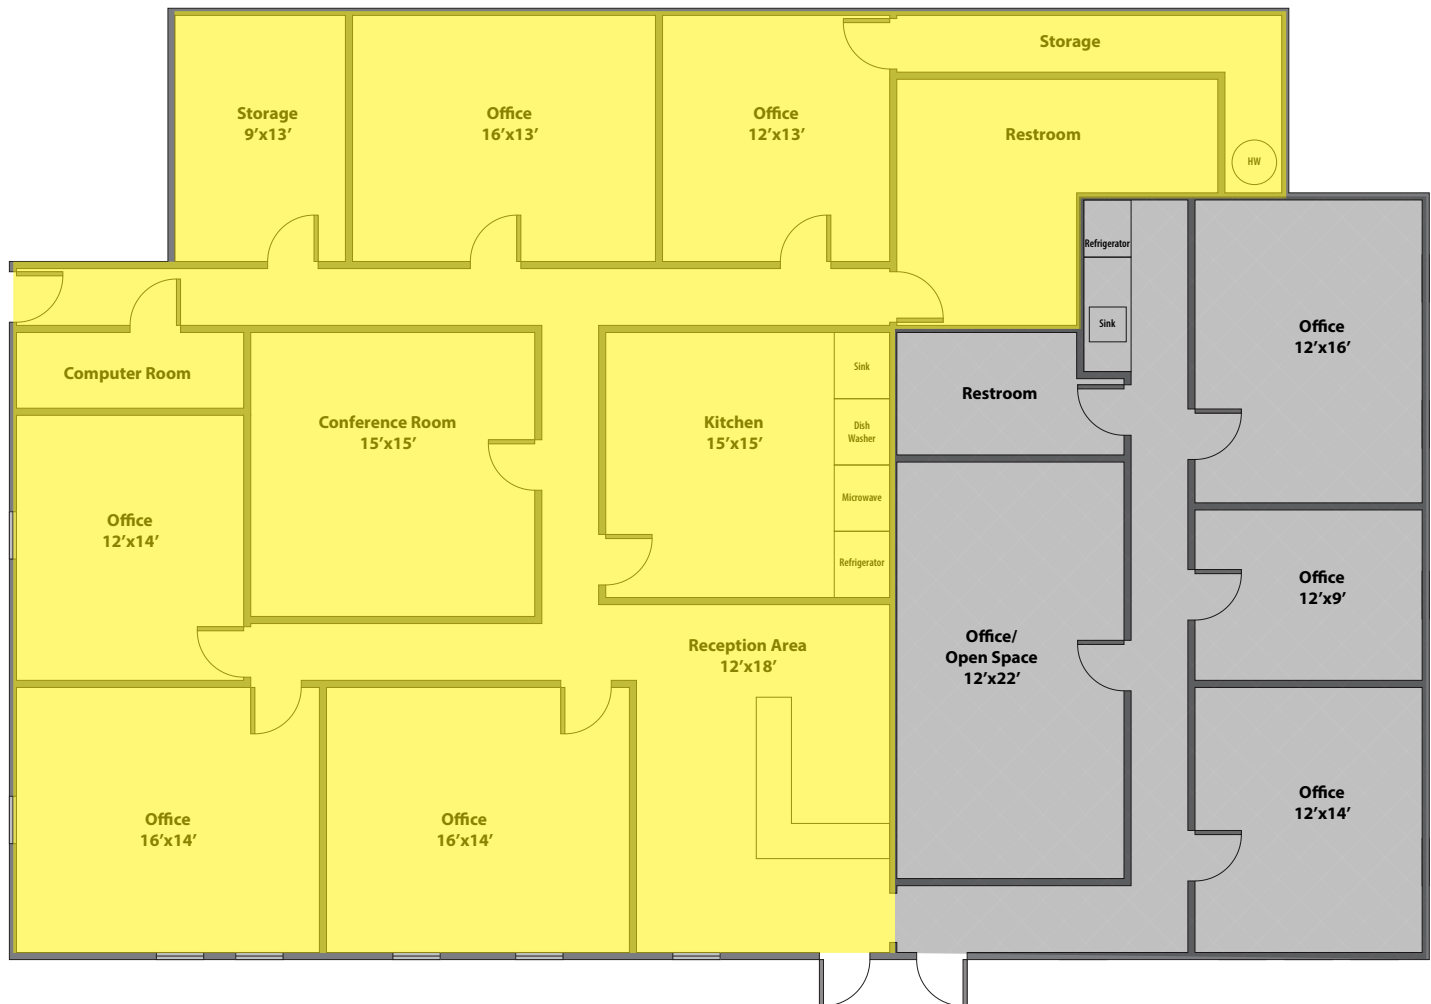 Storage
Storage
9’x13’
Office
16’x13’
Office
12’x13’
Restroom
HW
Refrigerator
Sink
Office
12’x16’
Computer Room
Conference Room
15’x15’
Kitchen
15’x15’
Sink
Dish
Washer
Microwave
Refrigerator
Restroom
Office
12’x14’
Office
12’x9’
Reception Area
12’x18’
Office/
Open Space
12’x22’
Office
16’x14’
Office
16’x14’
Office
12’x14’